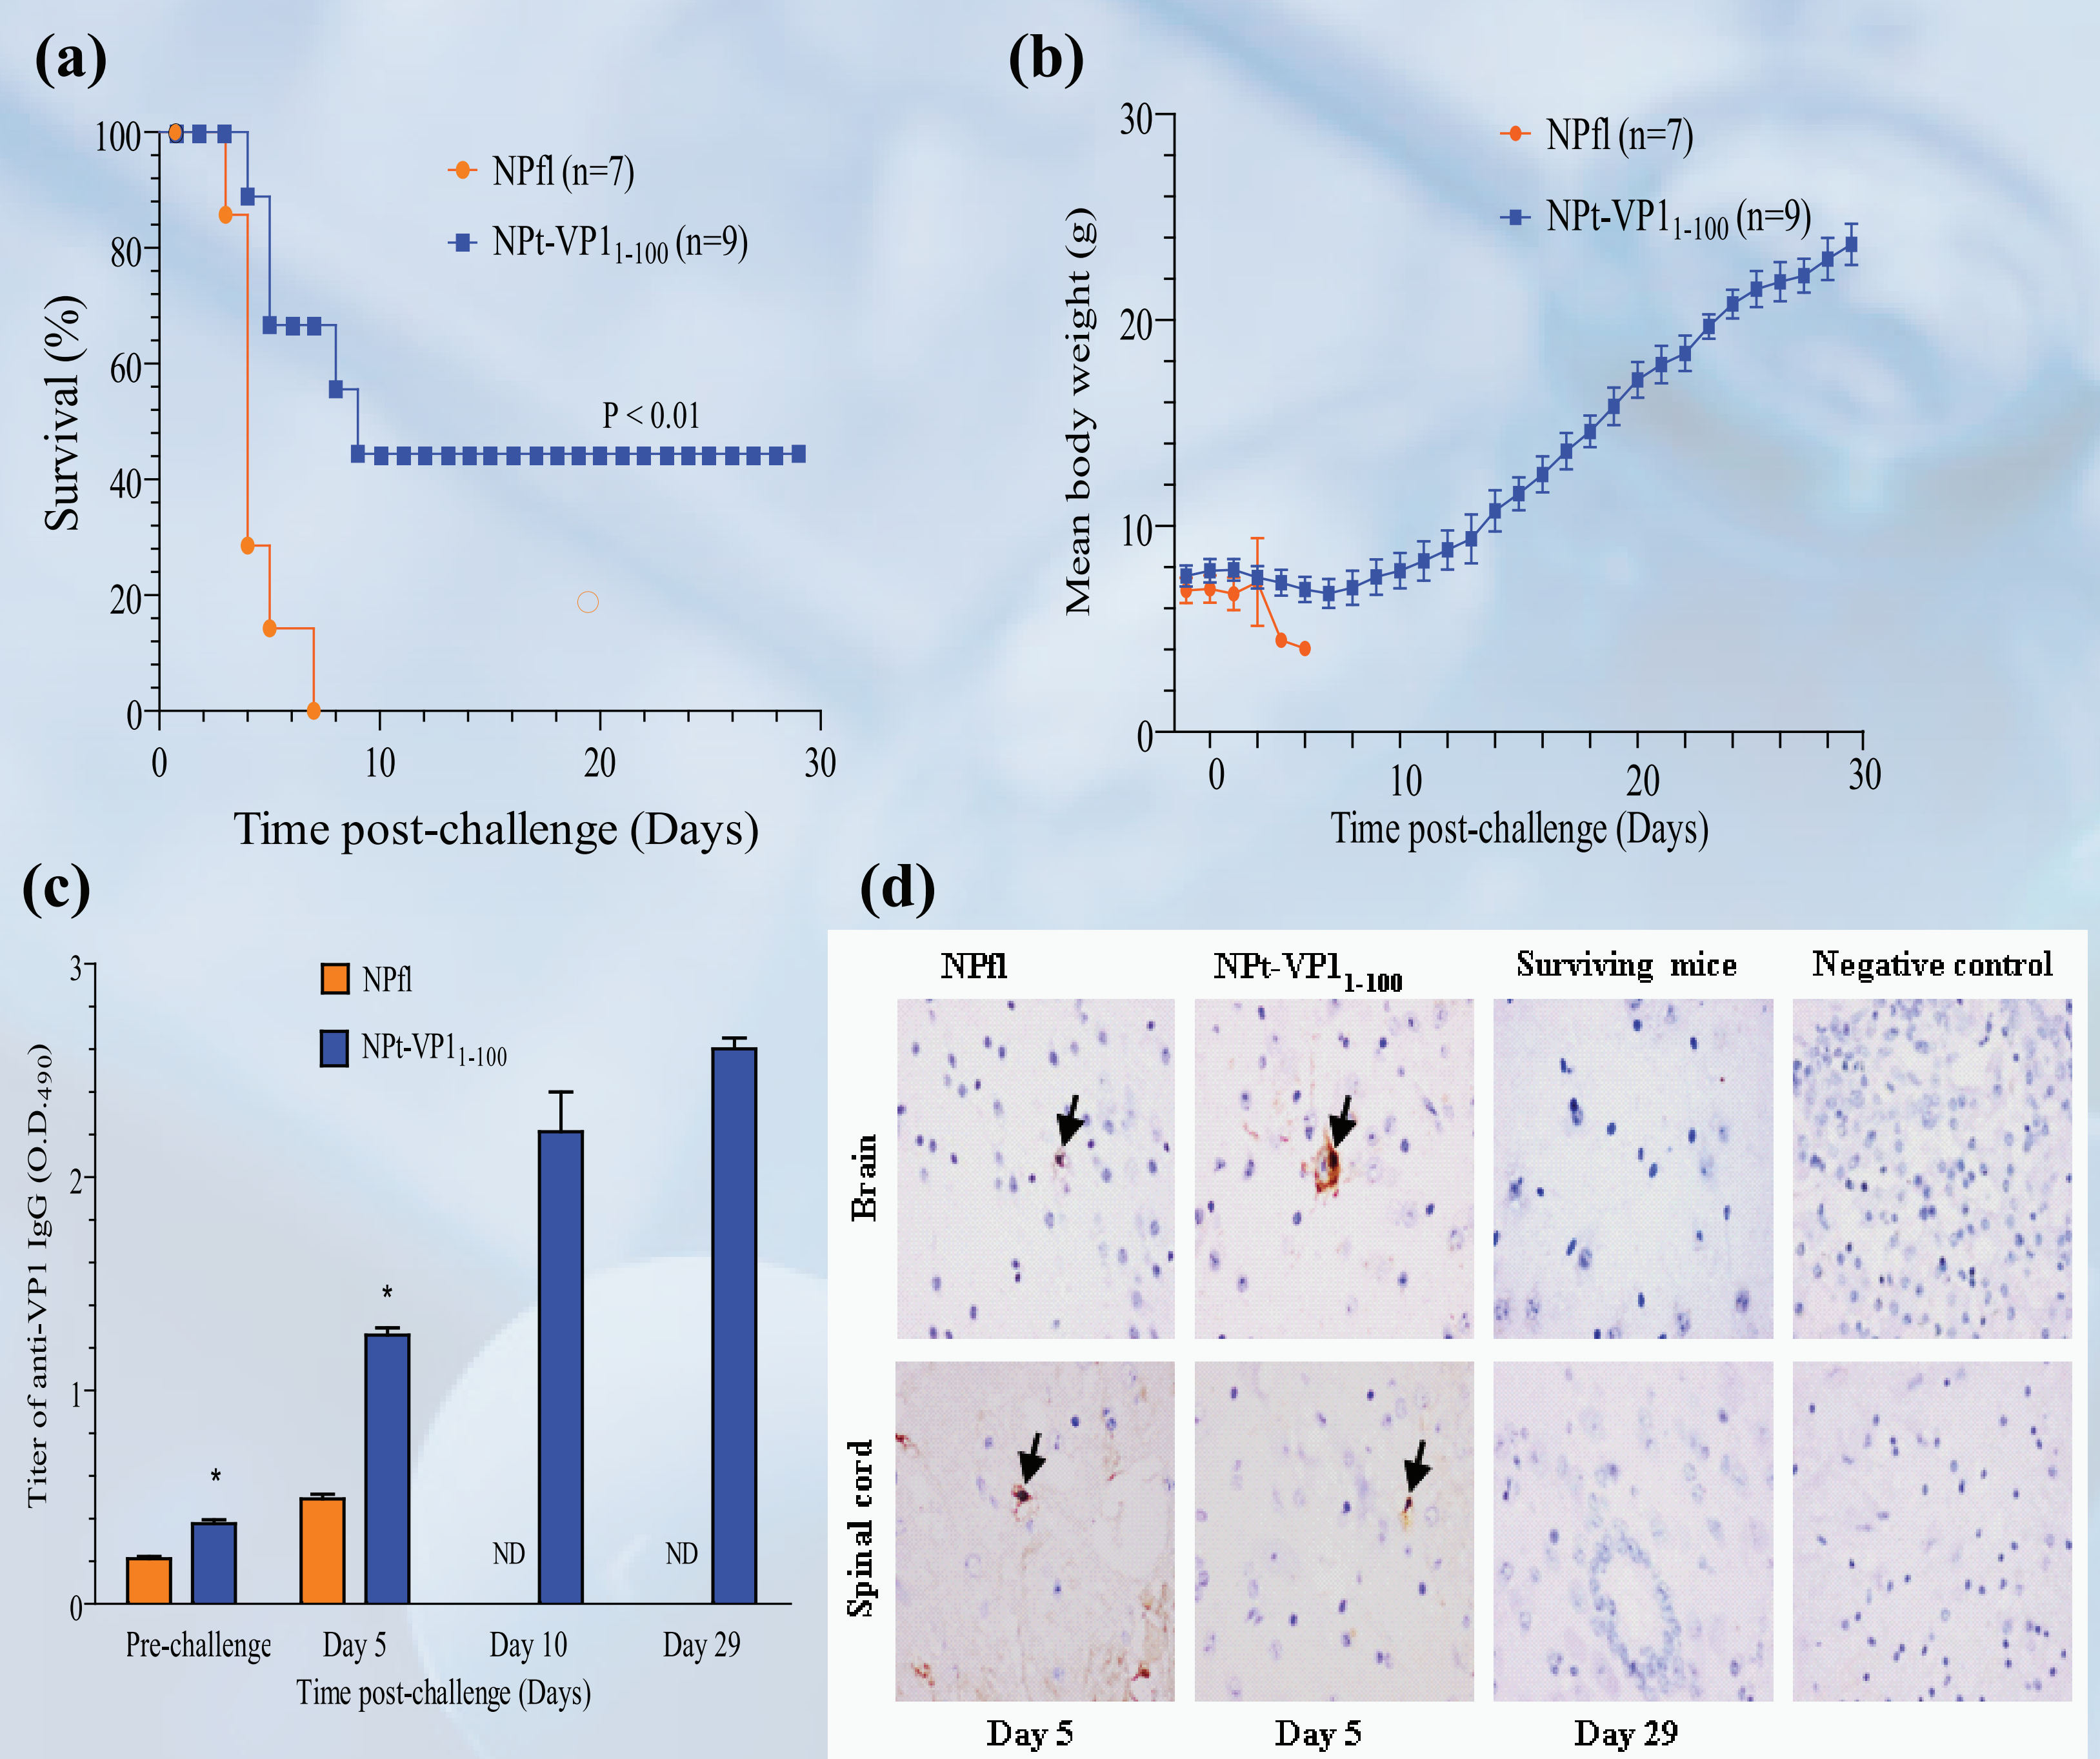 (a)
100
80
60
40
20
0
Survival (%)
NPfl (n=7)
NPt-VP11-100 (n=9)
P < 0.01
0 10 20 30
Time post-challenge (Days)
(b)
30
20
10
0
Mean body weight (g)
NPfl (n=7)
NPt-VP11-100 (n=9)
0 10 20 30
Time post-challenge (Days)
(c)
3
2
1
0
Titer of anti-VP1 IgG (O.D.490)
NPfl
NPt-VP11-100
*
*
ND
ND
Pre-challenge Day 5 Day 10 Day 29
Time post-challenge (Days)
(d)
NPfl NPt-VP11-100 Surviving mice Negative control
Brain
Spinal cord
Day 5 Day 5 Day 29